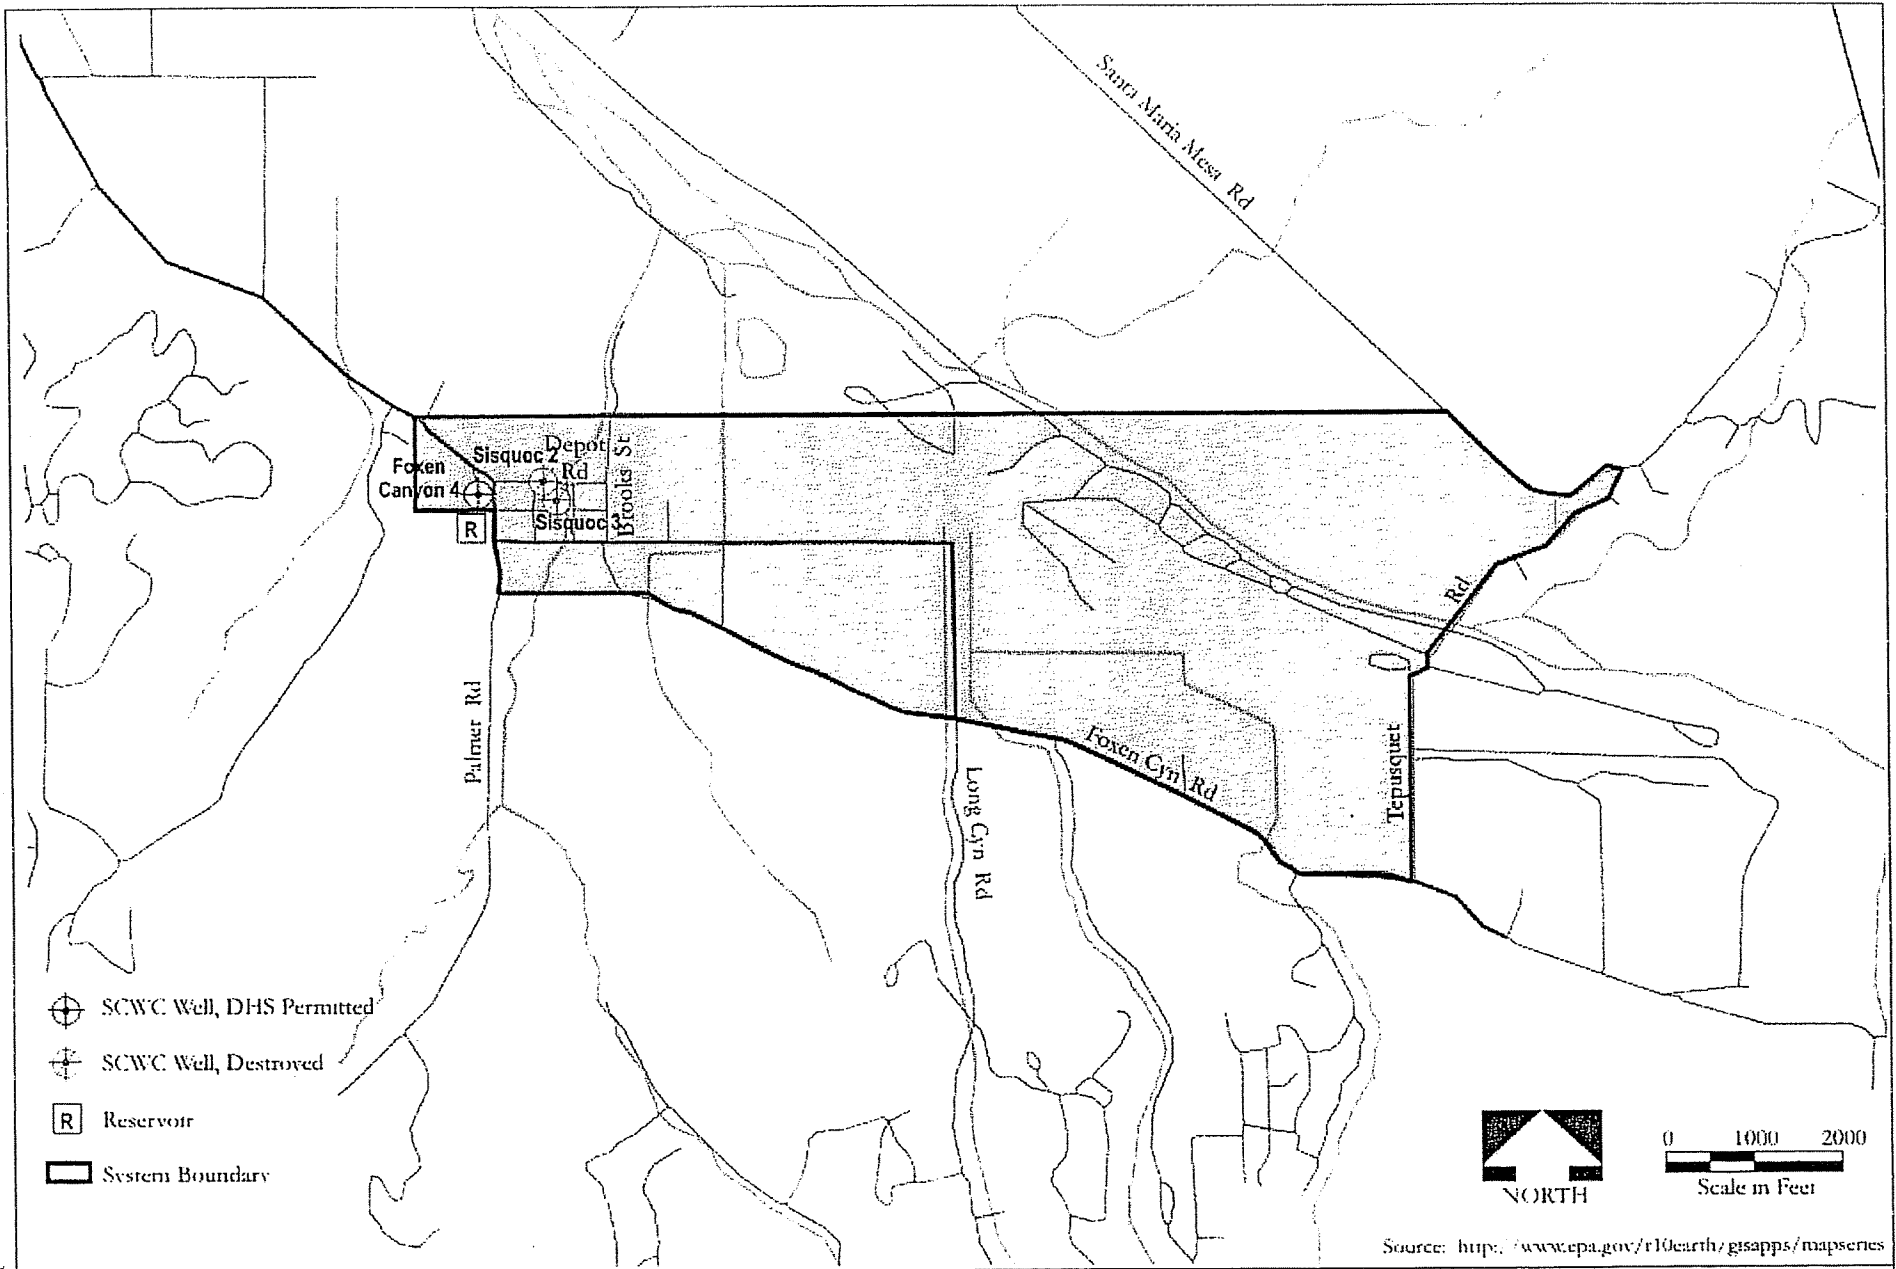 Santa Maria Mesa Rd
Depot
Rd
Brooks St
Sisquoc 2
Foxen
Canyon 4
Sisquoc 3
R
Rd
Palmer Rd
Foxen Cyn Rd
Tepusquet
Long Cyn Rd
SCWC Well, DHS Permitted
SCWC Well, Destroyed
R Reservoir
System Boundary
NORTH
0 1000 2000
Scale in Feet
Source: http://www.epa.gov/r10earth/gisapps/mapseries